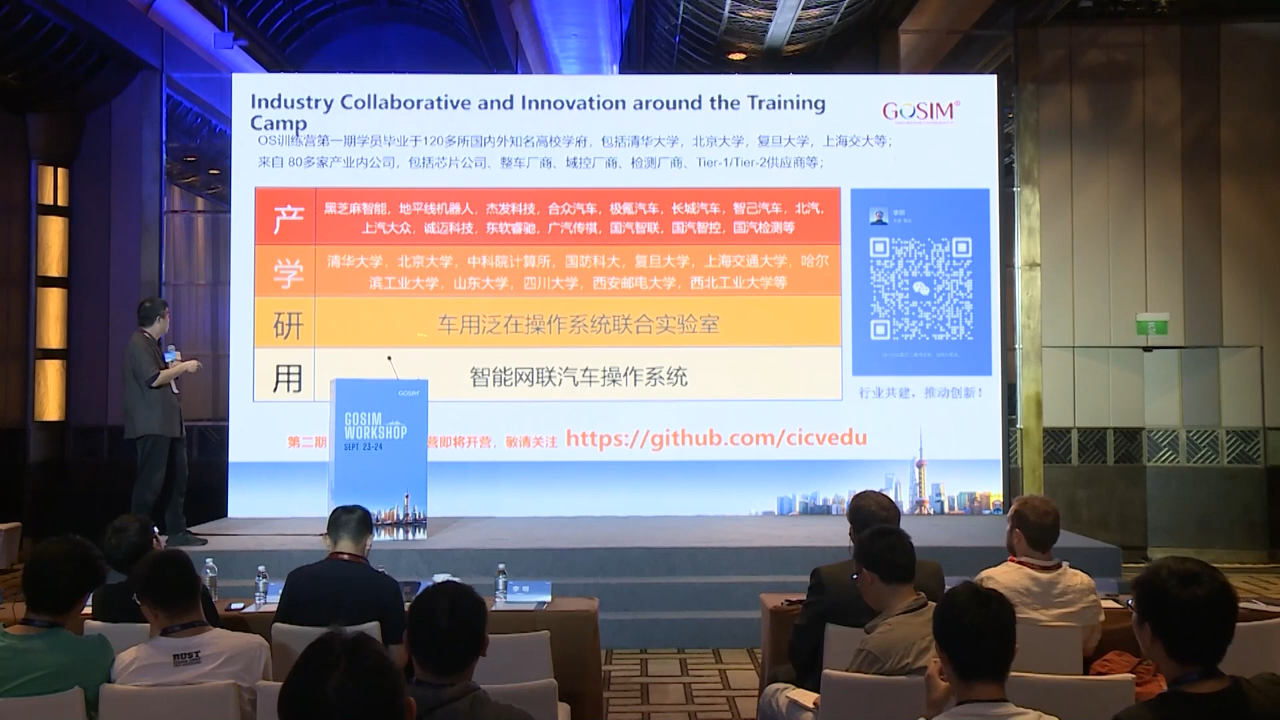 Industry Collaborative and Innovation around the Training
Camp
GOSIM
OS训练营第一期学员毕业于120多所国内外知名高校学府，包括清华大学，北京大学，复旦大学，上海交大等；
来自 80多家产业内公司，包括芯片公司、整车厂商、域控厂商、检测厂商、Tier-1/Tier-2供应商等；
产
黑芝麻智能，地平线机器人，杰发科技，合众汽车，极氪汽车，长城汽车，智己汽车，北汽，
上汽大众，诚迈科技，东软睿驰，广汽传祺，国汽智联，国汽智控，国汽检测等
学
清华大学，北京大学，中科院计算所，国防科大，复旦大学，上海交通大学，哈尔
滨工业大学，山东大学，四川大学，西安邮电大学，西北工业大学等
研
车用泛在操作系统联合实验室
用
智能网联汽车操作系统
行业共建，推动创新！
第二期
营即将开营，敬请关注 https://github.com/cicvedu
GOSIM
GOSIM
WORKSHOP
SEPT 23-24
RUST